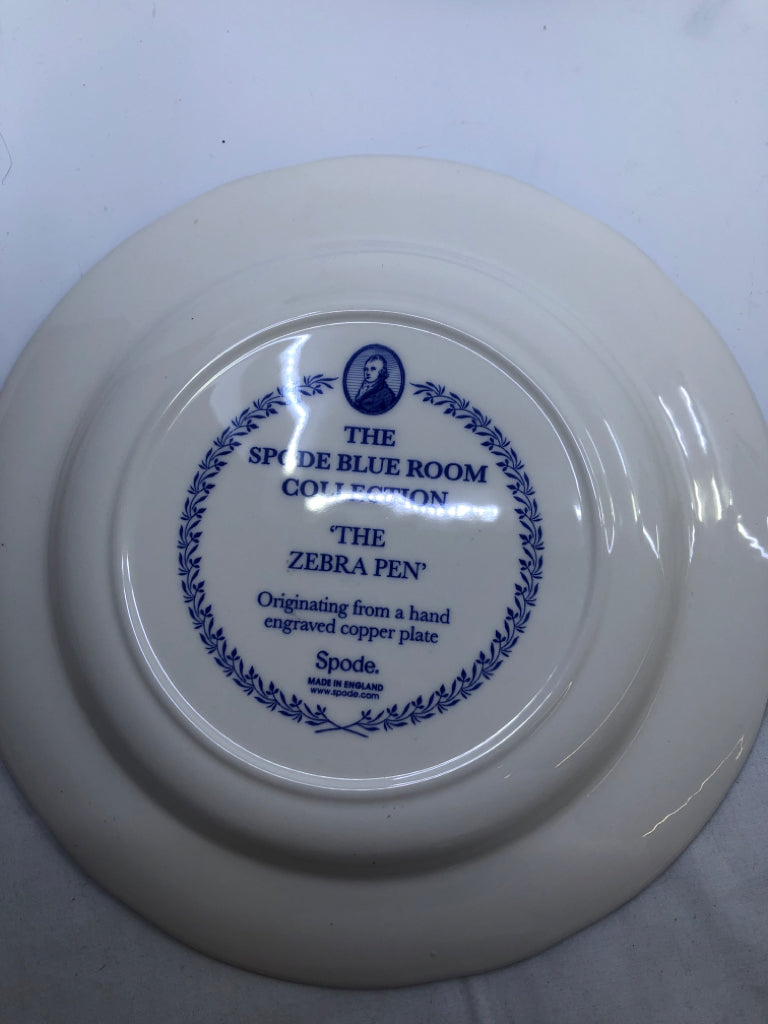 THE
SPODE BLUE ROOM
COLLECTION
‘THE
ZEBRA PEN’
Originating from a hand
engraved copper plate
Spode.
MADE IN ENGLAND
www.spode.com